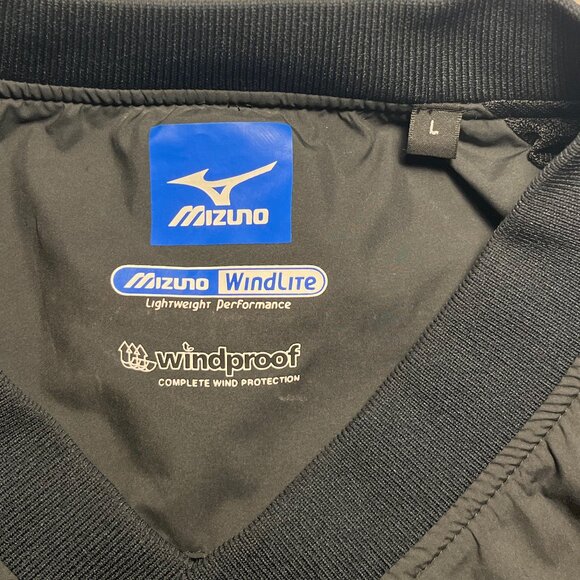 L
MIZUNO
MIZUNO WINDLITE
LIGHTWEIGHT PERFORMANCE
windproof
COMPLETE WIND PROTECTION